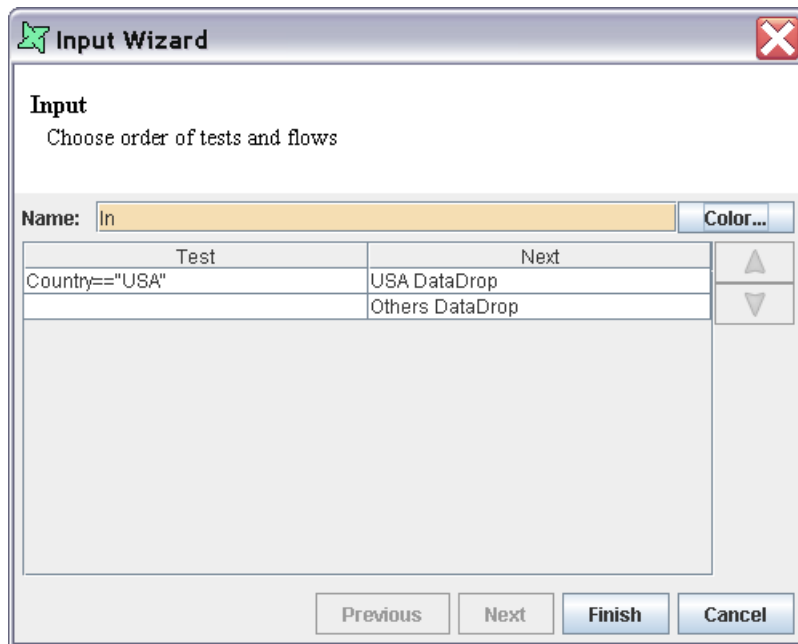 Input Wizard
Input
Choose order of tests and flows
Name: In Color...
Test Next
Country=="USA" USA DataDrop
Others DataDrop
Previous Next Finish Cancel